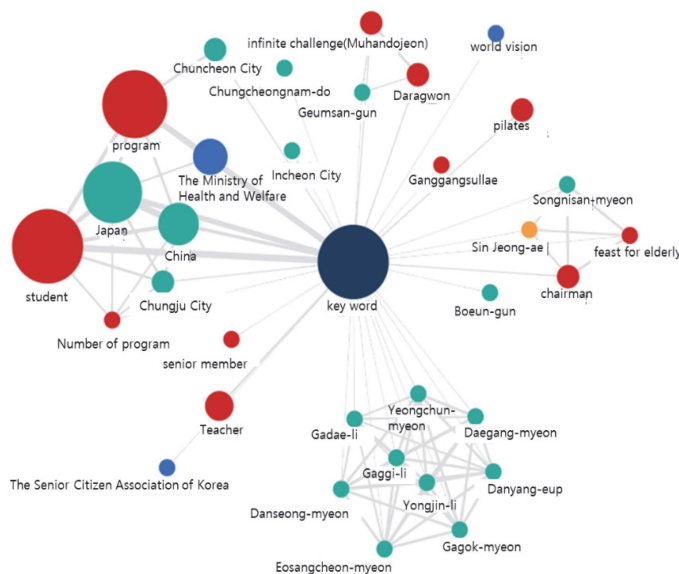 infinite challenge(Muhandojeon)
world vision
Chuncheon City
Chungcheongnam-do
Daragwon
Geumsan-gun
program
pilates
Incheon City
The Ministry of
Health and Welfare
Ganggangsullae
Songnisan-myeon
Japan
China
Sin Jeong-ae
feast for elderly
student
Chungju City
key word
chairman
Boeun-gun
Number of program
senior member
Teacher
Yeongchun-
myeon
Gadae-li
Daegang-myeon
Gaggi-li
The Senior Citizen Association of Korea
Danyang-eup
Yongjin-li
Danseong-myeon
Gagok-myeon
Eosangcheon-myeon